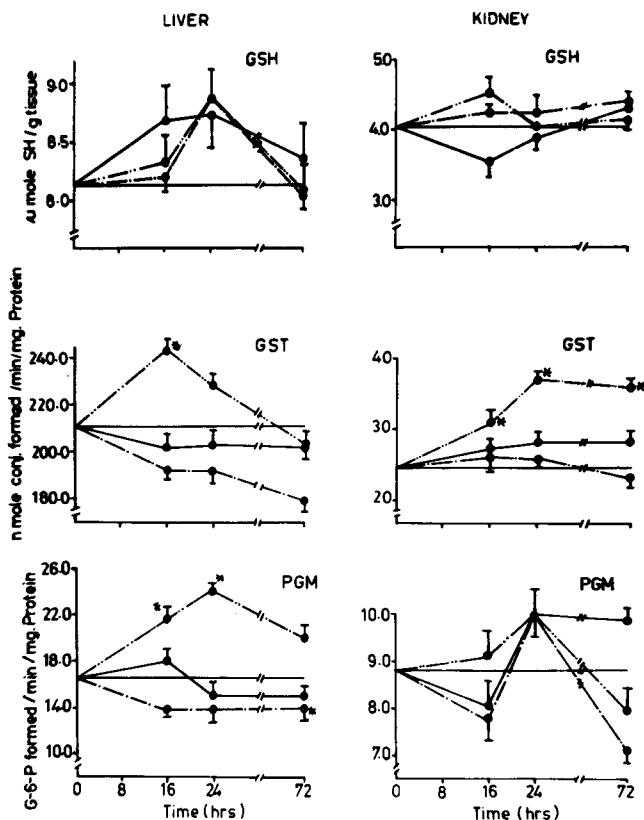 LIVER
KIDNEY
GSH
GSH
µ mole SH/g tissue
9.0
8.5
8.0
5.0
4.0
3.0
GST
GST
n mole conj. formed/min/mg. Protein
240.0
210.0
200.0
180.0
*
40
30
20
*
*
*
PGM
PGM
G-6-P formed/min/mg. Protein
26.0
22.0
18.0
14.0
10.0
*
*
*
10.0
8.8
8.0
7.0
0 8 16 24 72
0 8 16 24 72
Time (hrs)
Time (hrs)